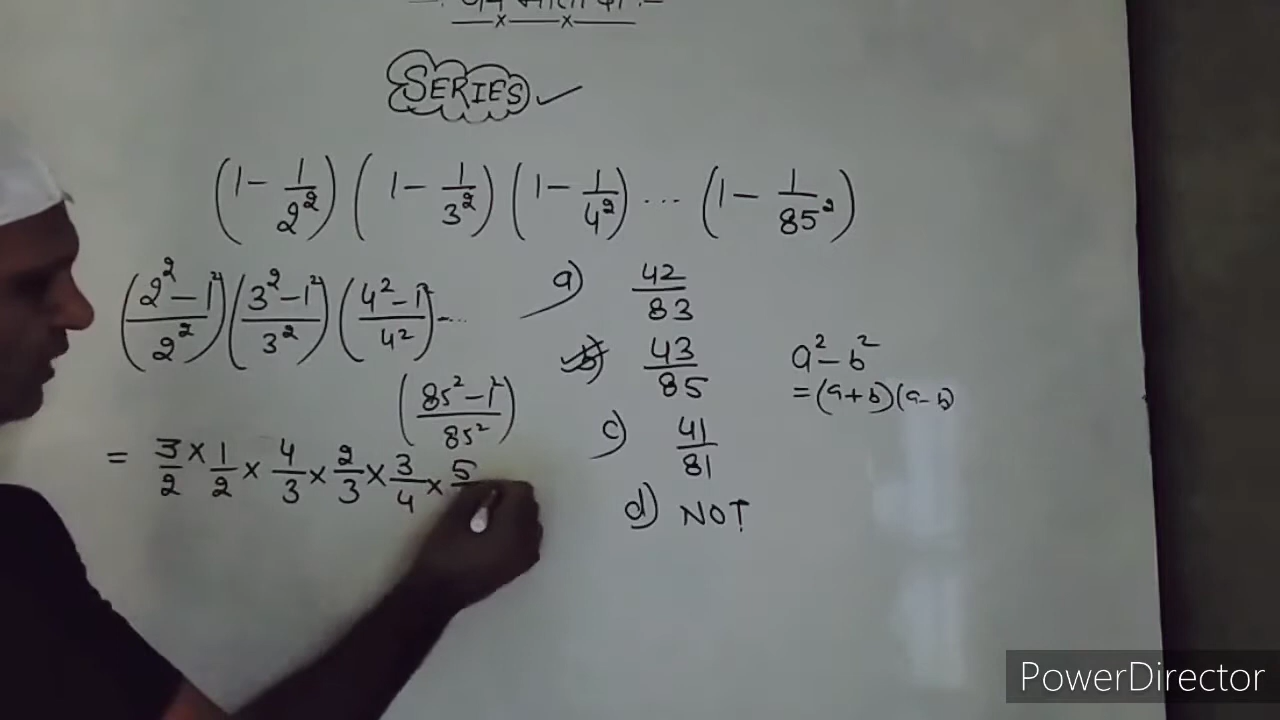 —x—x—
SERIES ✓
(1 - 1/2²) (1 - 1/3²) (1 - 1/4²) ... (1 - 1/85²)
((2² - 1²)/2²) ((3² - 1²)/3²) ((4² - 1²)/4²) ...
((85² - 1²)/85²)
= 3/2 × 1/2 × 4/3 × 2/3 × 3/4 × 5
a) 42/83
b) 43/85
c) 41/81
d) NOT
a² - b²
= (a+b)(a-b)
PowerDirector